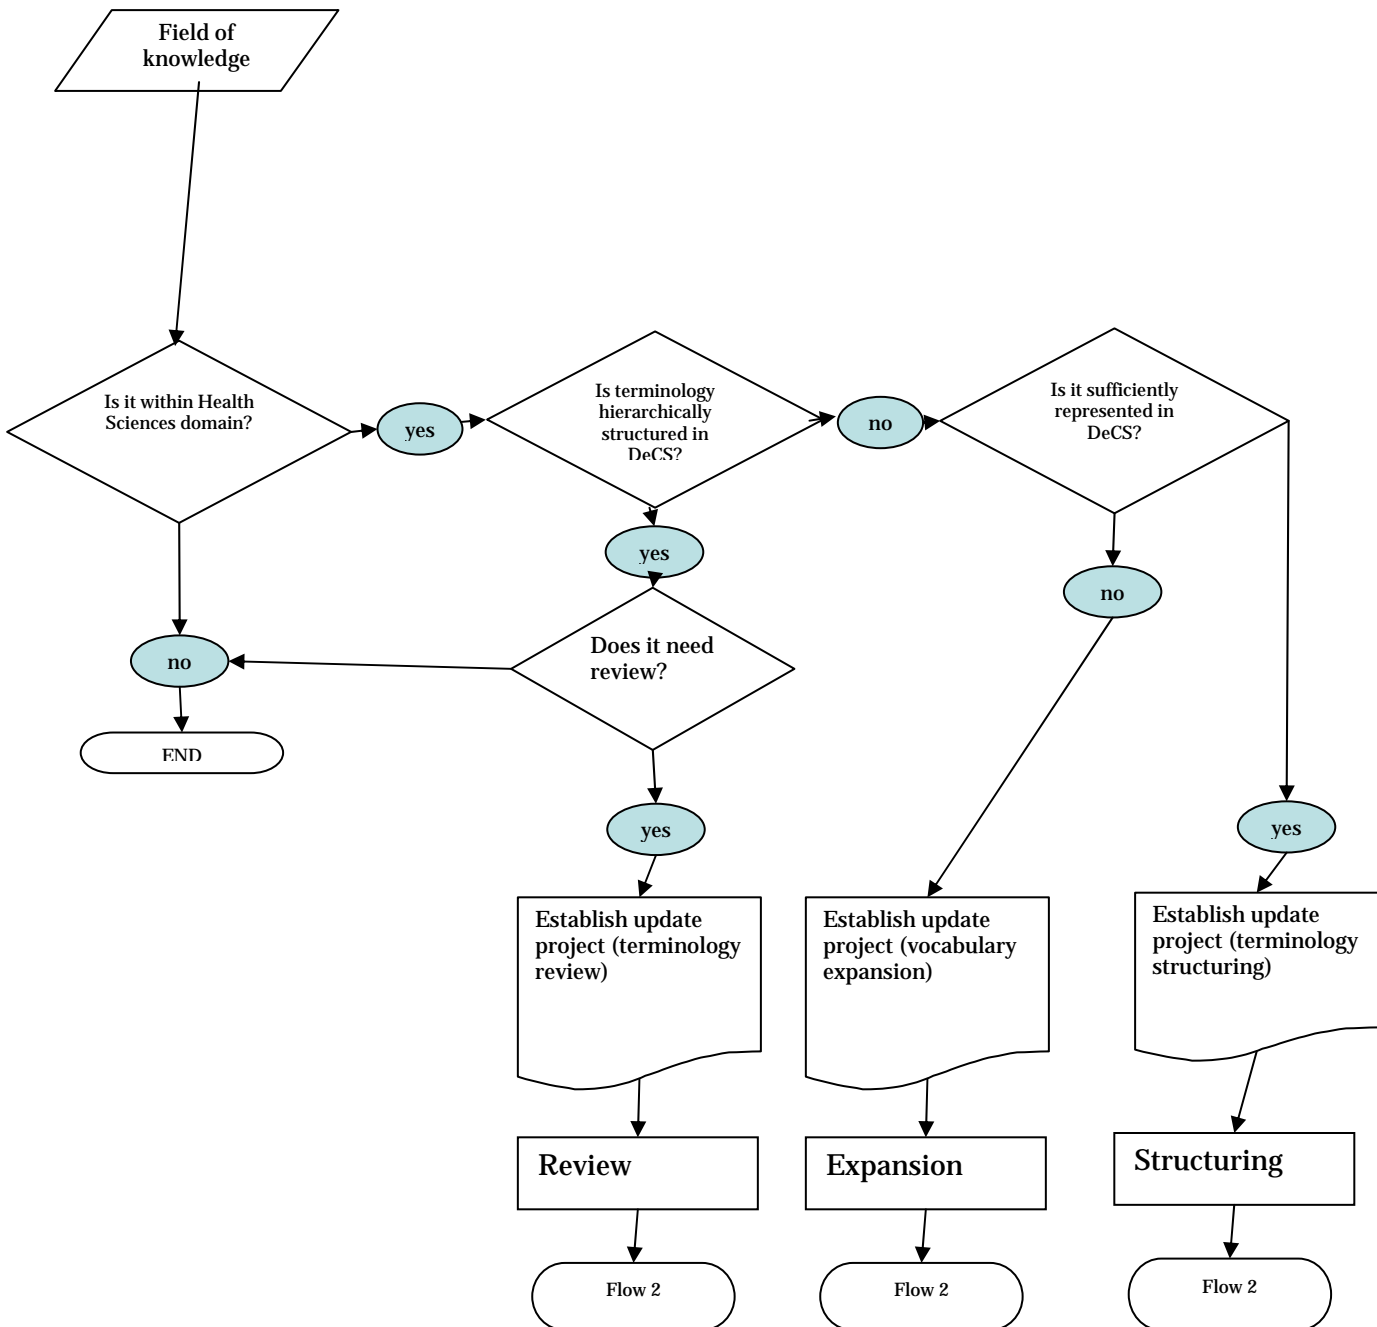 Field of
knowledge
Is it within Health
Sciences domain?
yes
Is terminology
hierarchically
structured in
DeCS?
no
Is it sufficiently
represented in
DeCS?
yes
no
Does it need
review?
no
END
yes
yes
Establish update
project (terminology
review)
Establish update
project (vocabulary
expansion)
Establish update
project (terminology
structuring)
Review
Expansion
Structuring
Flow 2
Flow 2
Flow 2